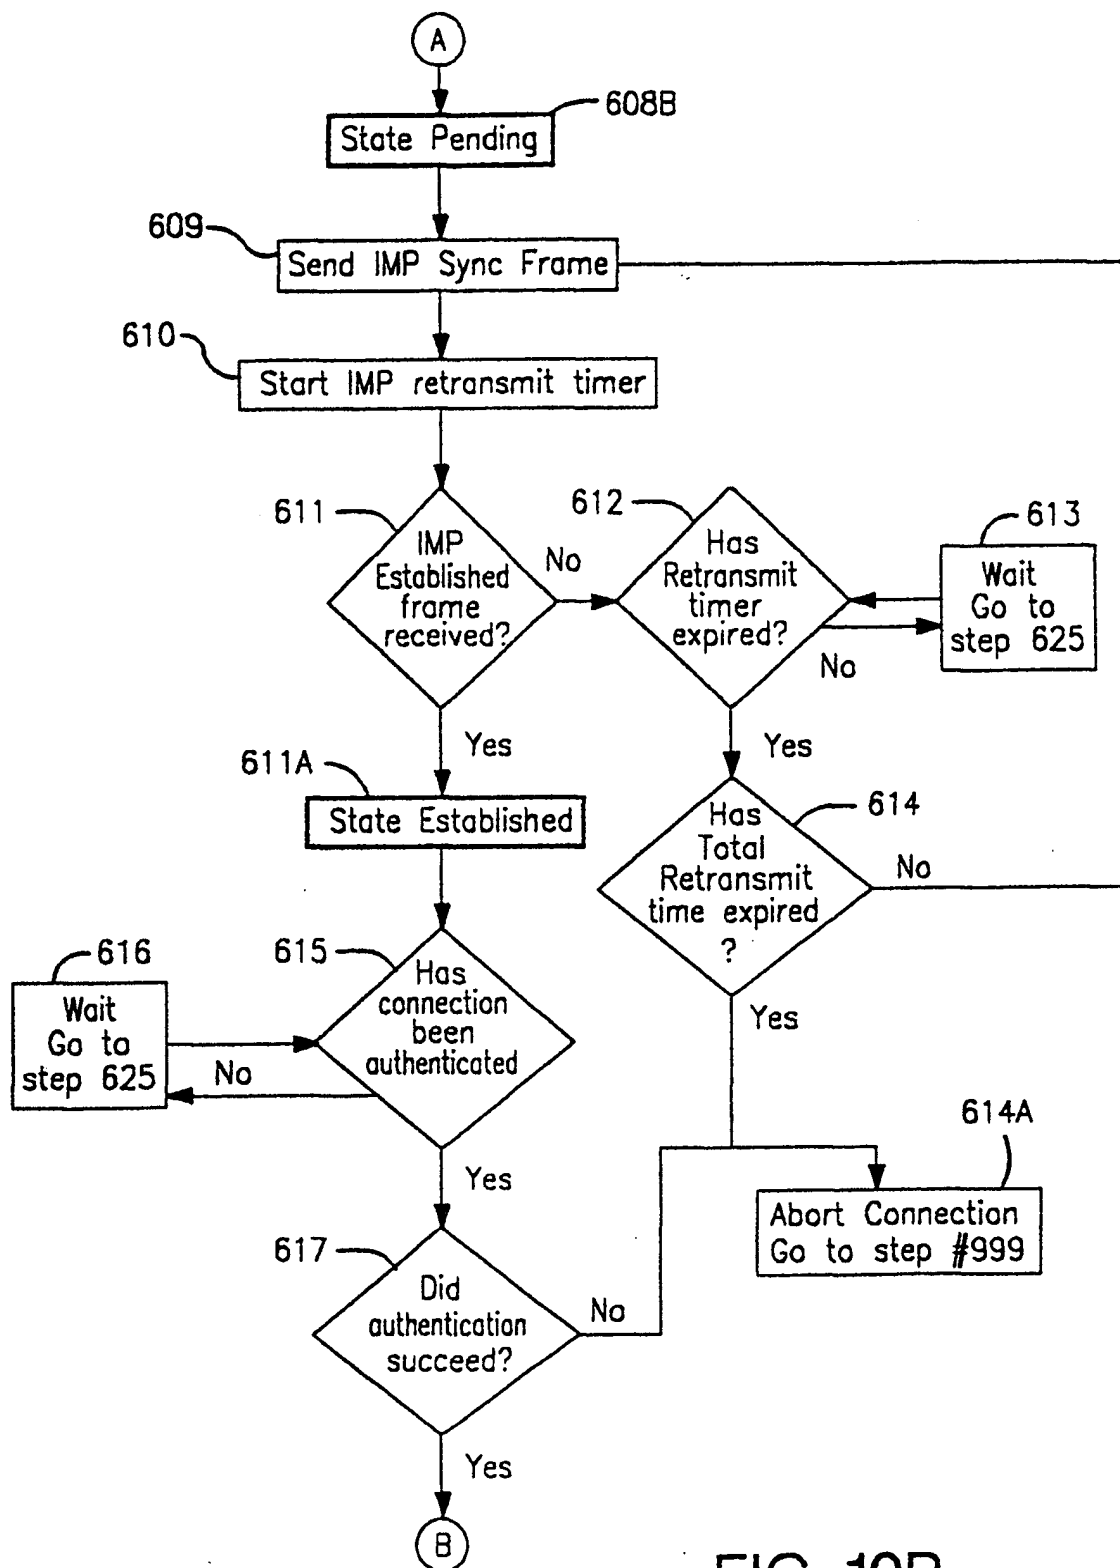 A
608B
State Pending
609
Send IMP Sync Frame
610
Start IMP retransmit timer
611
IMP
Established
frame
received?
No
612
Has
Retransmit
timer
expired?
No
613
Wait
Go to
step 625
Yes
611A
State Established
Yes
614
Has
Total
Retransmit
time expired
?
No
616
Wait
Go to
step 625
615
Has
connection
been
authenticated
No
Yes
614A
Abort Connection
Go to step #999
Yes
617
Did
authentication
succeed?
No
Yes
B